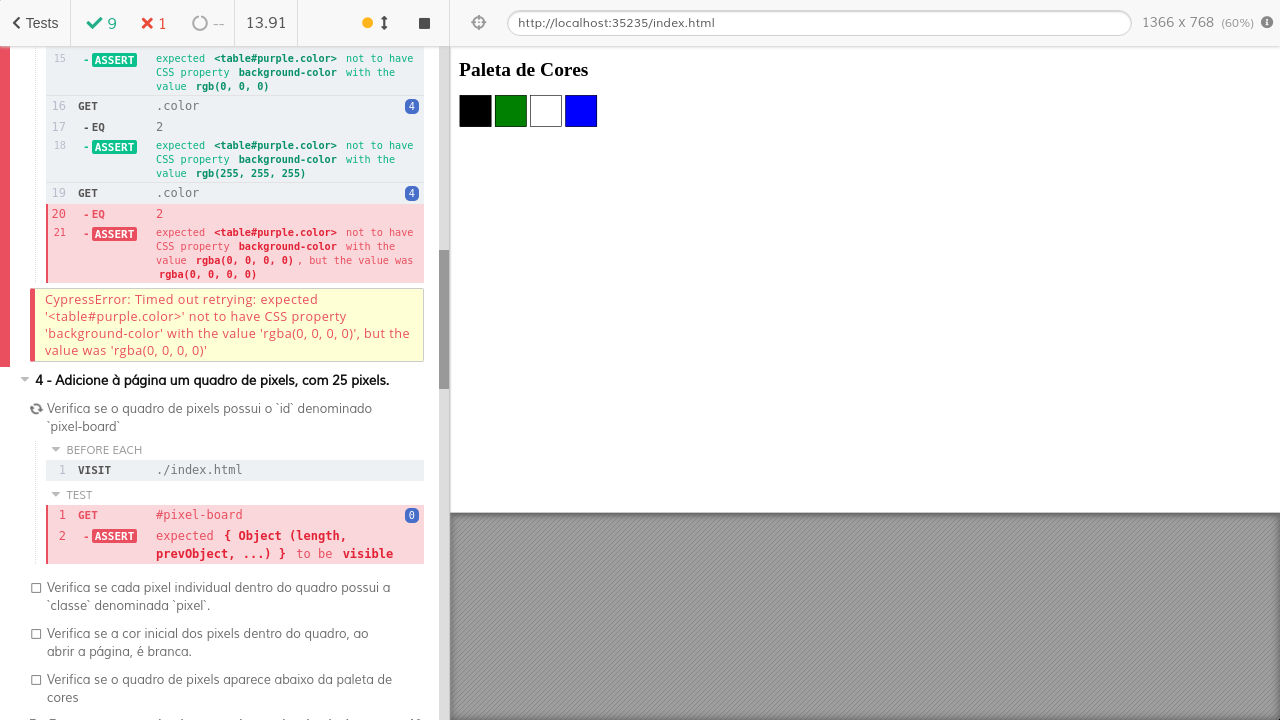 Tests 9 1 -- 13.91
http://localhost:35235/index.html 1366 x 768 (60%)
15 - ASSERT expected <table#purple.color> not to have
CSS property background-color with the
value rgb(0, 0, 0)
16 GET .color 4
17 - EQ 2
18 - ASSERT expected <table#purple.color> not to have
CSS property background-color with the
value rgb(255, 255, 255)
19 GET .color 4
20 - EQ 2
21 - ASSERT expected <table#purple.color> not to have
CSS property background-color with the
value rgba(0, 0, 0, 0) , but the value was
rgba(0, 0, 0, 0)
CypressError: Timed out retrying: expected
'<table#purple.color>' not to have CSS property
'background-color' with the value 'rgba(0, 0, 0, 0)', but the
value was 'rgba(0, 0, 0, 0)'
4 - Adicione à página um quadro de pixels, com 25 pixels.
Verifica se o quadro de pixels possui o `id` denominado
`pixel-board`
BEFORE EACH
1 VISIT ./index.html
TEST
1 GET #pixel-board 0
2 - ASSERT expected { Object (length,
prevObject, ...) } to be visible
Verifica se cada pixel individual dentro do quadro possui a
`classe` denominada `pixel`.
Verifica se a cor inicial dos pixels dentro do quadro, ao
abrir a página, é branca.
Verifica se o quadro de pixels aparece abaixo da paleta de
cores
Paleta de Cores